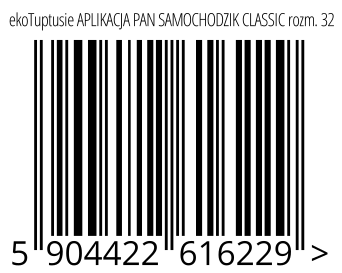 ekoTuptusie APLIKACJA PAN SAMOCHODZIK CLASSIC rozm. 32
5 904422 616229 >